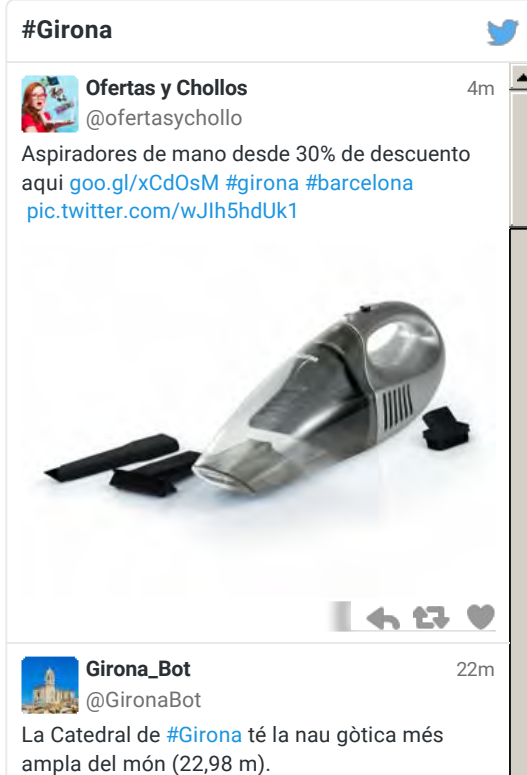 #Girona
Ofertas y Chollos 4m
@ofertasychollo
Aspiradores de mano desde 30% de descuento
aqui goo.gl/xCdOsM #girona #barcelona
pic.twitter.com/wJIh5hdUk1
Girona_Bot 22m
@GironaBot
La Catedral de #Girona té la nau gòtica més
ampla del món (22,98 m).